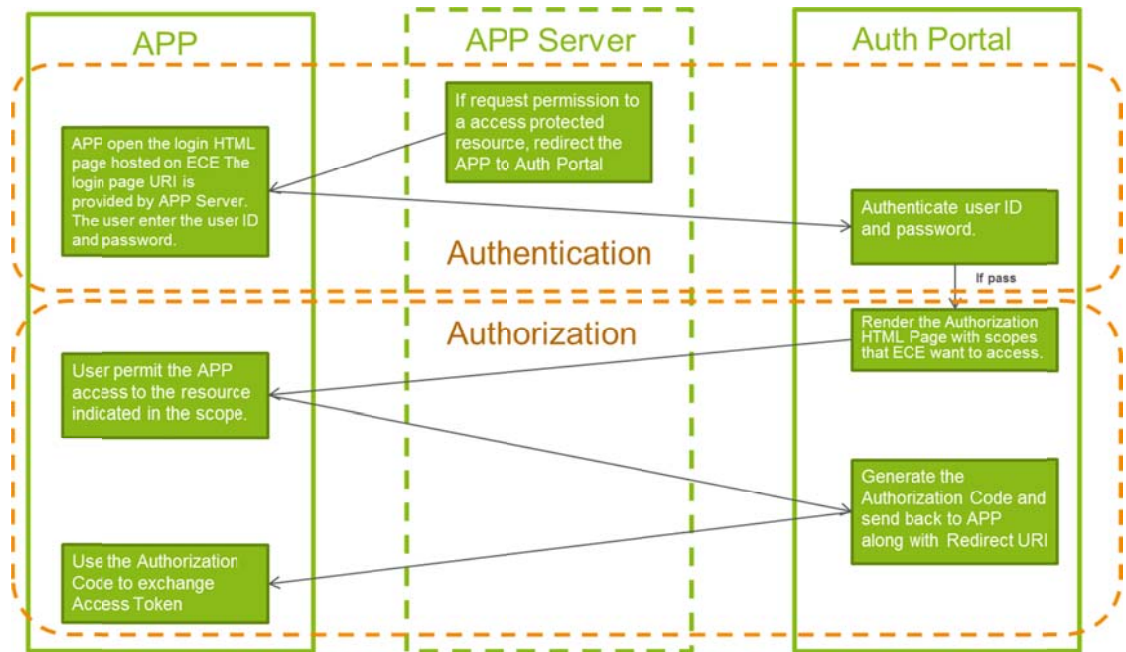 APP
APP Server
Auth Portal
If request permission to
a access protected
resource, redirect the
APP to Auth Portal
APP open the login HTML
page hosted on ECE The
login page URI is
provided by APP Server.
The user enter the user ID
and password.
Authenticate user ID
and password.
Authentication
If pass
Authorization
Render the Authorization
HTML Page with scopes
that ECE want to access.
User permit the APP
access to the resource
indicated in the scope.
Generate the
Authorization Code and
send back to APP
along with Redirect URI
Use the Authorization
Code to exchange
Access Token